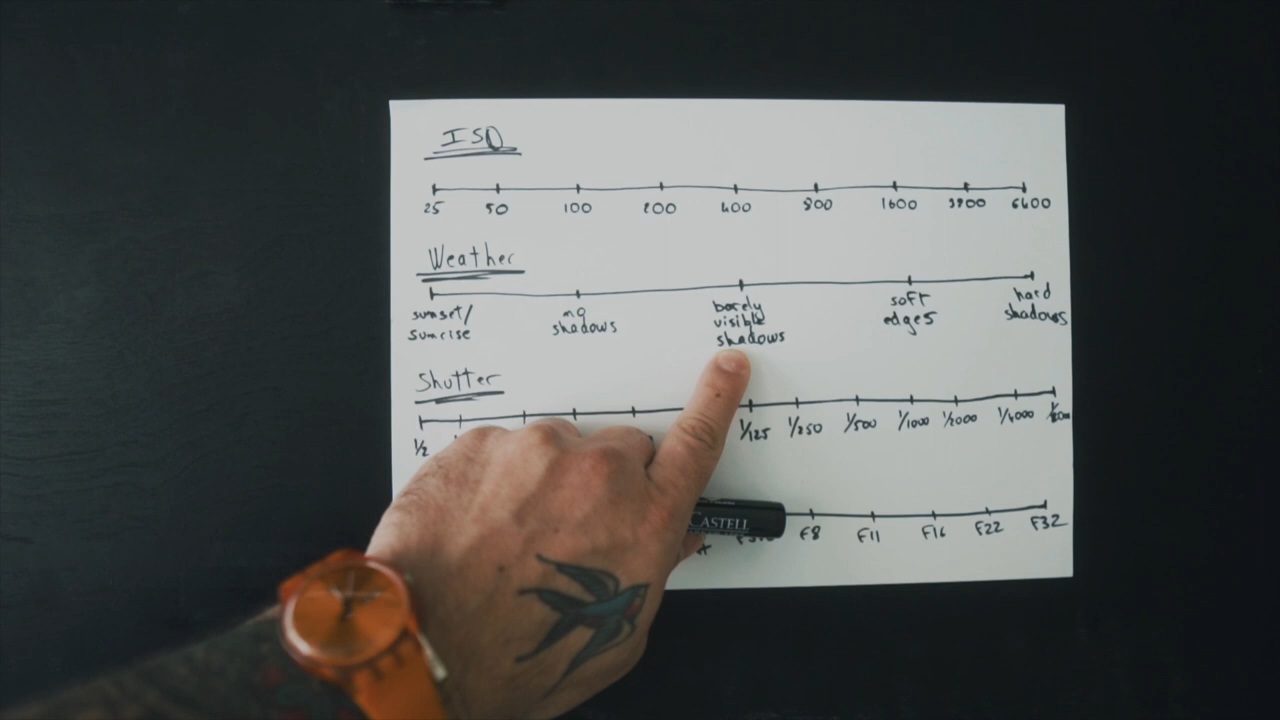 ISO
25 50 100 200 400 800 1600 3200 6400
Weather
sunset/
sunrise
no
shadows
barely
visible
shadows
soft
edges
hard
shadows
Shutter
1/2 1/125 1/250 1/500 1/1000 1/2000 1/4000
CASTELL
F8 F11 F16 F22 F32